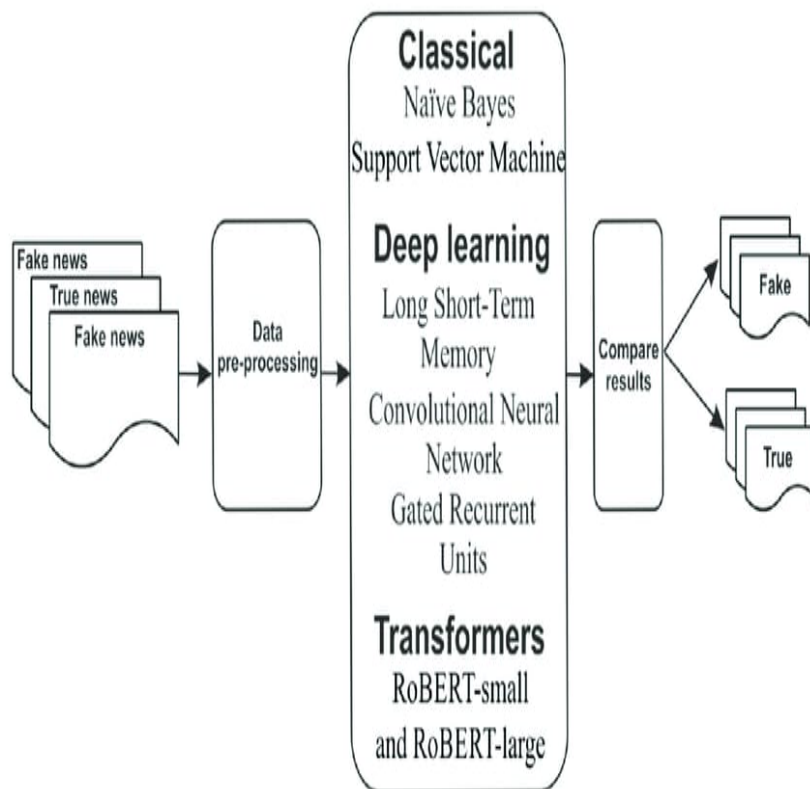 Fake news
True news
Fake news
Data
pre-processing
Classical
Naïve Bayes
Support Vector Machine
Deep learning
Long Short-Term
Memory
Convolutional Neural
Network
Gated Recurrent
Units
Transformers
RoBERT-small
and RoBERT-large
Compare
results
Fake
True